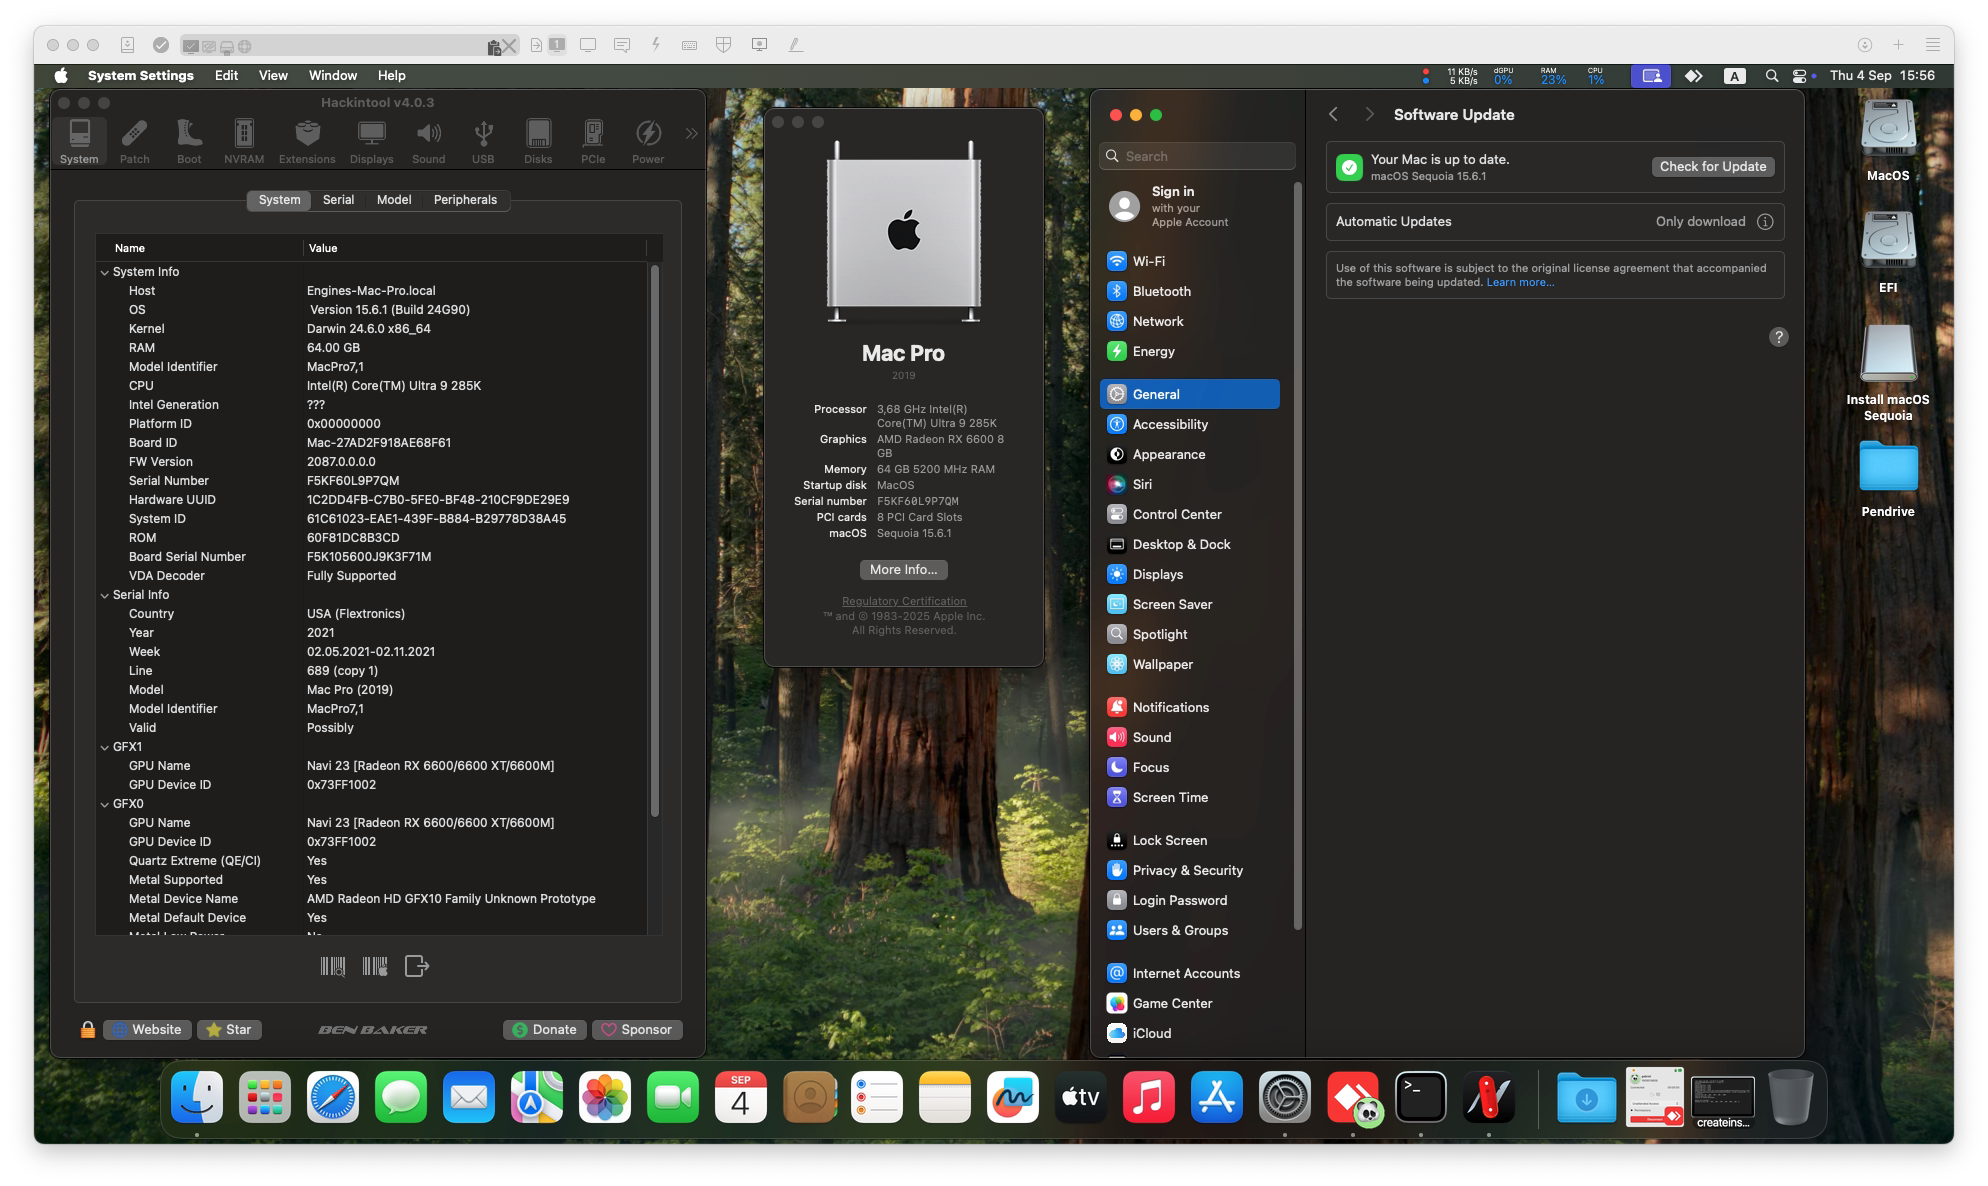 1
System Settings Edit View Window Help
11 KB/s
5 KB/s
dGPU
0%
RAM
23%
CPU
1%
A
Thu 4 Sep 15:56
Hackintool v4.0.3
System Patch Boot NVRAM Extensions Displays Sound USB Disks PCIe Power
System Serial Model Peripherals
Name Value
System Info
Host Engines-Mac-Pro.local
OS Version 15.6.1 (Build 24G90)
Kernel Darwin 24.6.0 x86_64
RAM 64.00 GB
Model Identifier MacPro7,1
CPU Intel(R) Core(TM) Ultra 9 285K
Intel Generation ???
Platform ID 0x00000000
Board ID Mac-27AD2F918AE68F61
FW Version 2087.0.0.0.0
Serial Number F5KF60L9P7QM
Hardware UUID 1C2DD4FB-C7B0-5FE0-BF48-210CF9DE29E9
System ID 61C61023-EAE1-439F-B884-B29778D38A45
ROM 60F81DC8B3CD
Board Serial Number F5K105600J9K3F71M
VDA Decoder Fully Supported
Serial Info
Country USA (Flextronics)
Year 2021
Week 02.05.2021-02.11.2021
Line 689 (copy 1)
Model Mac Pro (2019)
Model Identifier MacPro7,1
Valid Possibly
GFX1
GPU Name Navi 23 [Radeon RX 6600/6600 XT/6600M]
GPU Device ID 0x73FF1002
GFX0
GPU Name Navi 23 [Radeon RX 6600/6600 XT/6600M]
GPU Device ID 0x73FF1002
Quartz Extreme (QE/CI) Yes
Metal Supported Yes
Metal Device Name AMD Radeon HD GFX10 Family Unknown Prototype
Metal Default Device Yes
Website Star BEN BAKER Donate Sponsor
Mac Pro
2019
Processor 3,68 GHz Intel(R)
Core(TM) Ultra 9 285K
Graphics AMD Radeon RX 6600 8
GB
Memory 64 GB 5200 MHz RAM
Startup disk MacOS
Serial number F5KF60L9P7QM
PCI cards 8 PCI Card Slots
macOS Sequoia 15.6.1
More Info...
Regulatory Certification
™ and © 1983-2025 Apple Inc.
All Rights Reserved.
Search
Sign in
with your
Apple Account
Wi-Fi
Bluetooth
Network
Energy
General
Accessibility
Appearance
Siri
Control Center
Desktop & Dock
Displays
Screen Saver
Spotlight
Wallpaper
Notifications
Sound
Focus
Screen Time
Lock Screen
Privacy & Security
Login Password
Users & Groups
Internet Accounts
Game Center
iCloud
Software Update
Your Mac is up to date.
macOS Sequoia 15.6.1
Check for Update
Automatic Updates Only download
Use of this software is subject to the original license agreement that accompanied
the software being updated. Learn more...
?
MacOS
EFI
Install macOS
Sequoia
Pendrive
SEP
4
tv
>_
createins...